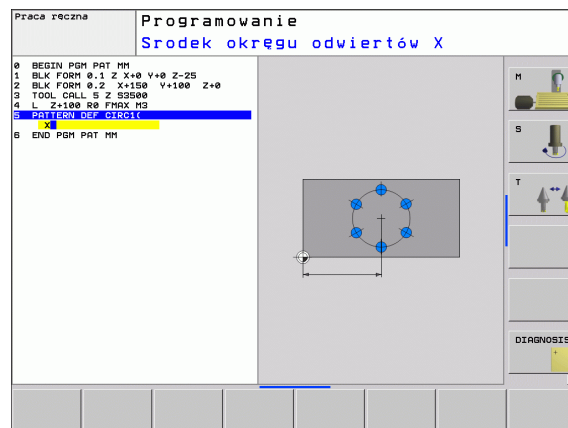 Praca ręczna
Programowanie
Srodek okręgu odwiertów X
0 BEGIN PGM PAT MM
1 BLK FORM 0.1 Z X+0 Y+0 Z-25
2 BLK FORM 0.2 X+150 Y+100 Z+0
3 TOOL CALL 5 Z S3500
4 L Z+100 R0 FMAX M3
5 PATTERN DEF CIRC1(
X
6 END PGM PAT MM
M
S
T
DIAGNOSIS